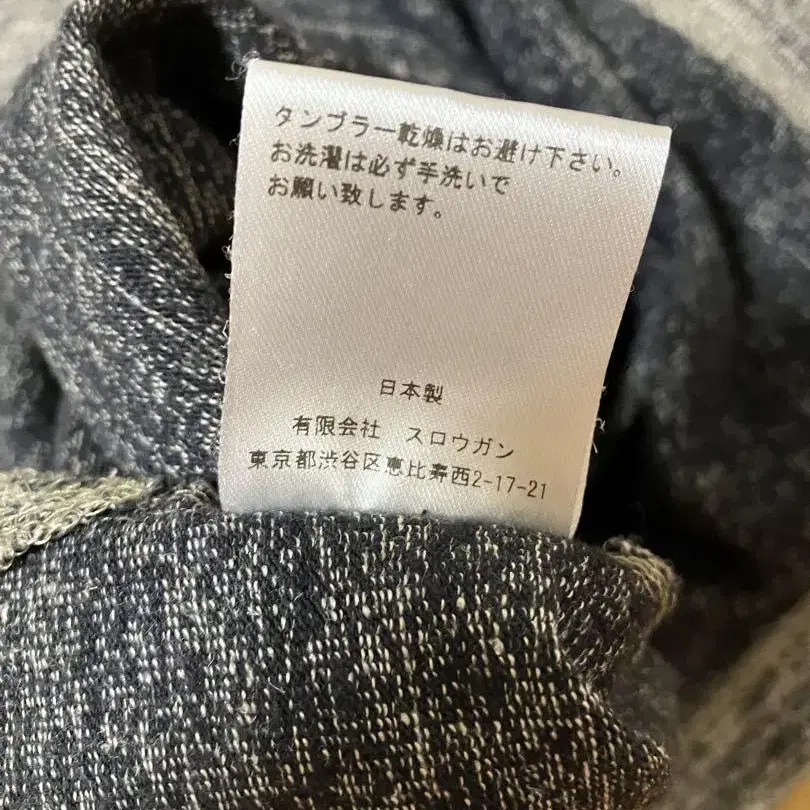 タンブラー乾燥はお避け下さい。
お洗濯は必ず手洗いで
お願い致します。
日本製
有限会社 スロウガン
東京都渋谷区恵比寿西2-17-21